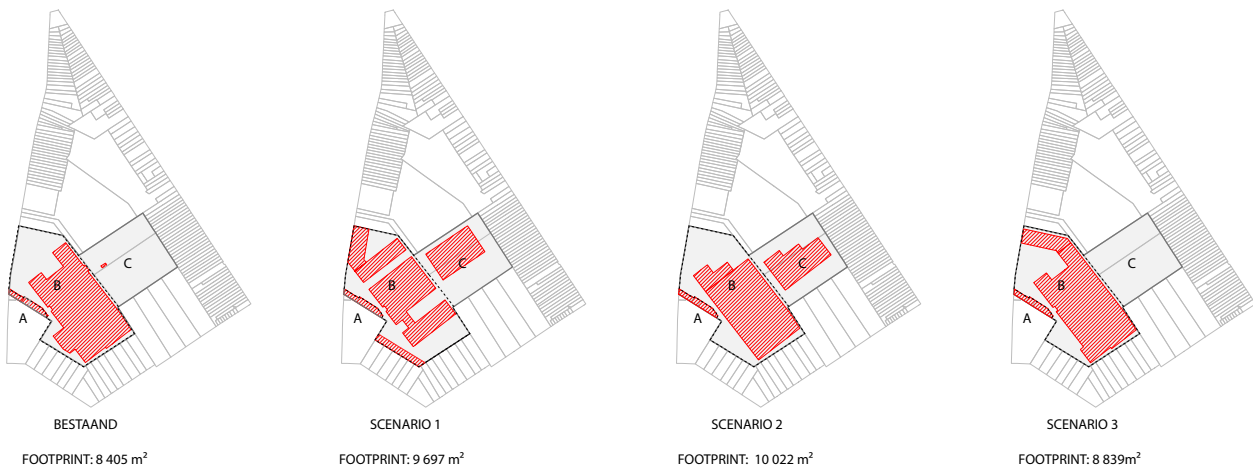 C
B
A
BESTAAND
FOOTPRINT: 8 405 m²
C
B
A
SCENARIO 1
FOOTPRINT: 9 697 m²
C
B
A
SCENARIO 2
FOOTPRINT: 10 022 m²
C
B
A
SCENARIO 3
FOOTPRINT: 8 839m²